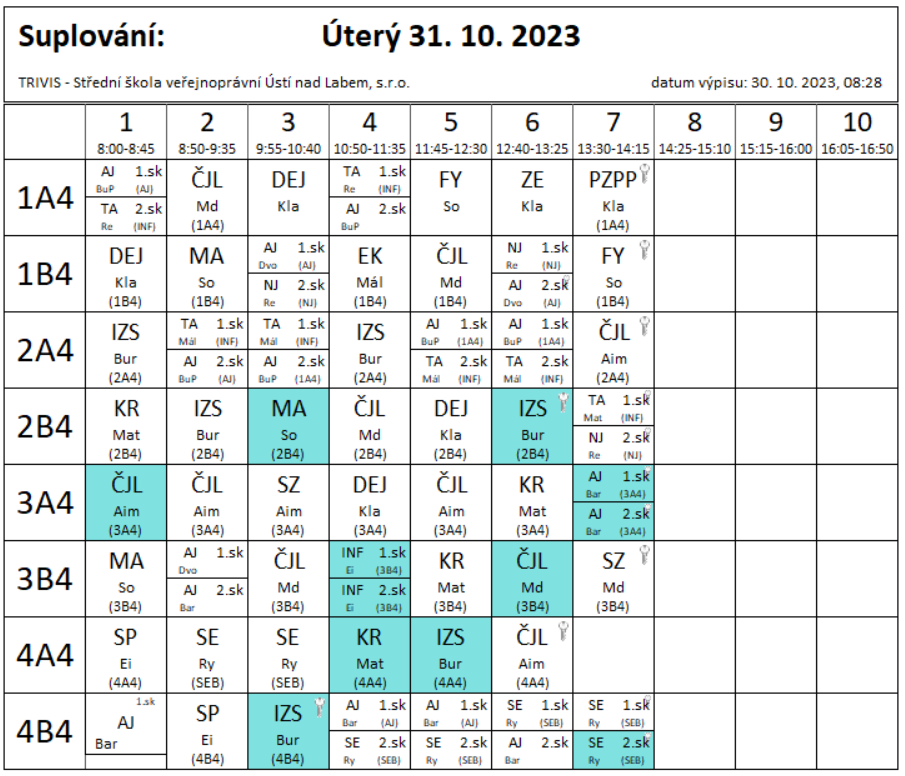 Suplování: Úterý 31. 10. 2023
TRIVIS - Střední škola veřejnoprávní Ústí nad Labem, s.r.o. datum výpisu: 30. 10. 2023, 08:28
1 2 3 4 5 6 7 8 9 10
8:00-8:45 8:50-9:35 9:55-10:40 10:50-11:35 11:45-12:30 12:40-13:25 13:30-14:15 14:25-15:10 15:15-16:00 16:05-16:50
1A4
AJ 1.sk
BuP (AJ)
TA 2.sk
Re (INF)
ČJL
Md
(1A4)
DEJ
Kla
TA 1.sk
Re (INF)
AJ 2.sk
BuP
FY
So
ZE
Kla
PZPP
Kla
(1A4)
1B4
DEJ
Kla
(1B4)
MA
So
(1B4)
AJ 1.sk
Dvo (AJ)
NJ 2.sk
Re (NJ)
EK
Mál
(1B4)
ČJL
Md
(1B4)
NJ 1.sk
Re (NJ)
AJ 2.sk
Dvo (AJ)
FY
So
(1B4)
2A4
IZS
Bur
(2A4)
TA 1.sk
Mál (INF)
AJ 2.sk
BuP (AJ)
TA 1.sk
Mál (INF)
AJ 2.sk
BuP (1A4)
IZS
Bur
(2A4)
AJ 1.sk
BuP (1A4)
TA 2.sk
Mál (INF)
AJ 1.sk
BuP (1A4)
TA 2.sk
Mál (INF)
ČJL
Aim
(2A4)
2B4
KR
Mat
(2B4)
IZS
Bur
(2B4)
MA
So
(2B4)
ČJL
Md
(2B4)
DEJ
Kla
(2B4)
IZS
Bur
(2B4)
TA 1.sk
Mat (INF)
NJ 2.sk
Re (NJ)
3A4
ČJL
Aim
(3A4)
ČJL
Aim
(3A4)
SZ
Aim
(3A4)
DEJ
Kla
(3A4)
ČJL
Aim
(3A4)
KR
Mat
(3A4)
AJ 1.sk
Bar (3A4)
AJ 2.sk
Bar (3A4)
3B4
MA
So
(3B4)
AJ 1.sk
Dvo
AJ 2.sk
Bar
ČJL
Md
(3B4)
INF 1.sk
Ei (3B4)
INF 2.sk
Ei (3B4)
KR
Mat
(3B4)
ČJL
Md
(3B4)
SZ
Md
(3B4)
4A4
SP
Ei
(4A4)
SE
Ry
(SEB)
SE
Ry
(SEB)
KR
Mat
(4A4)
IZS
Bur
(4A4)
ČJL
Aim
(4A4)
4B4
1.sk
AJ
Bar
SP
Ei
(4B4)
IZS
Bur
(4B4)
AJ 1.sk
Bar (AJ)
SE 2.sk
Ry (SEB)
AJ 1.sk
Bar (AJ)
SE 2.sk
Ry (SEB)
SE 1.sk
Ry (SEB)
AJ 2.sk
Bar
SE 1.sk
Ry (SEB)
SE 2.sk
Ry (SEB)